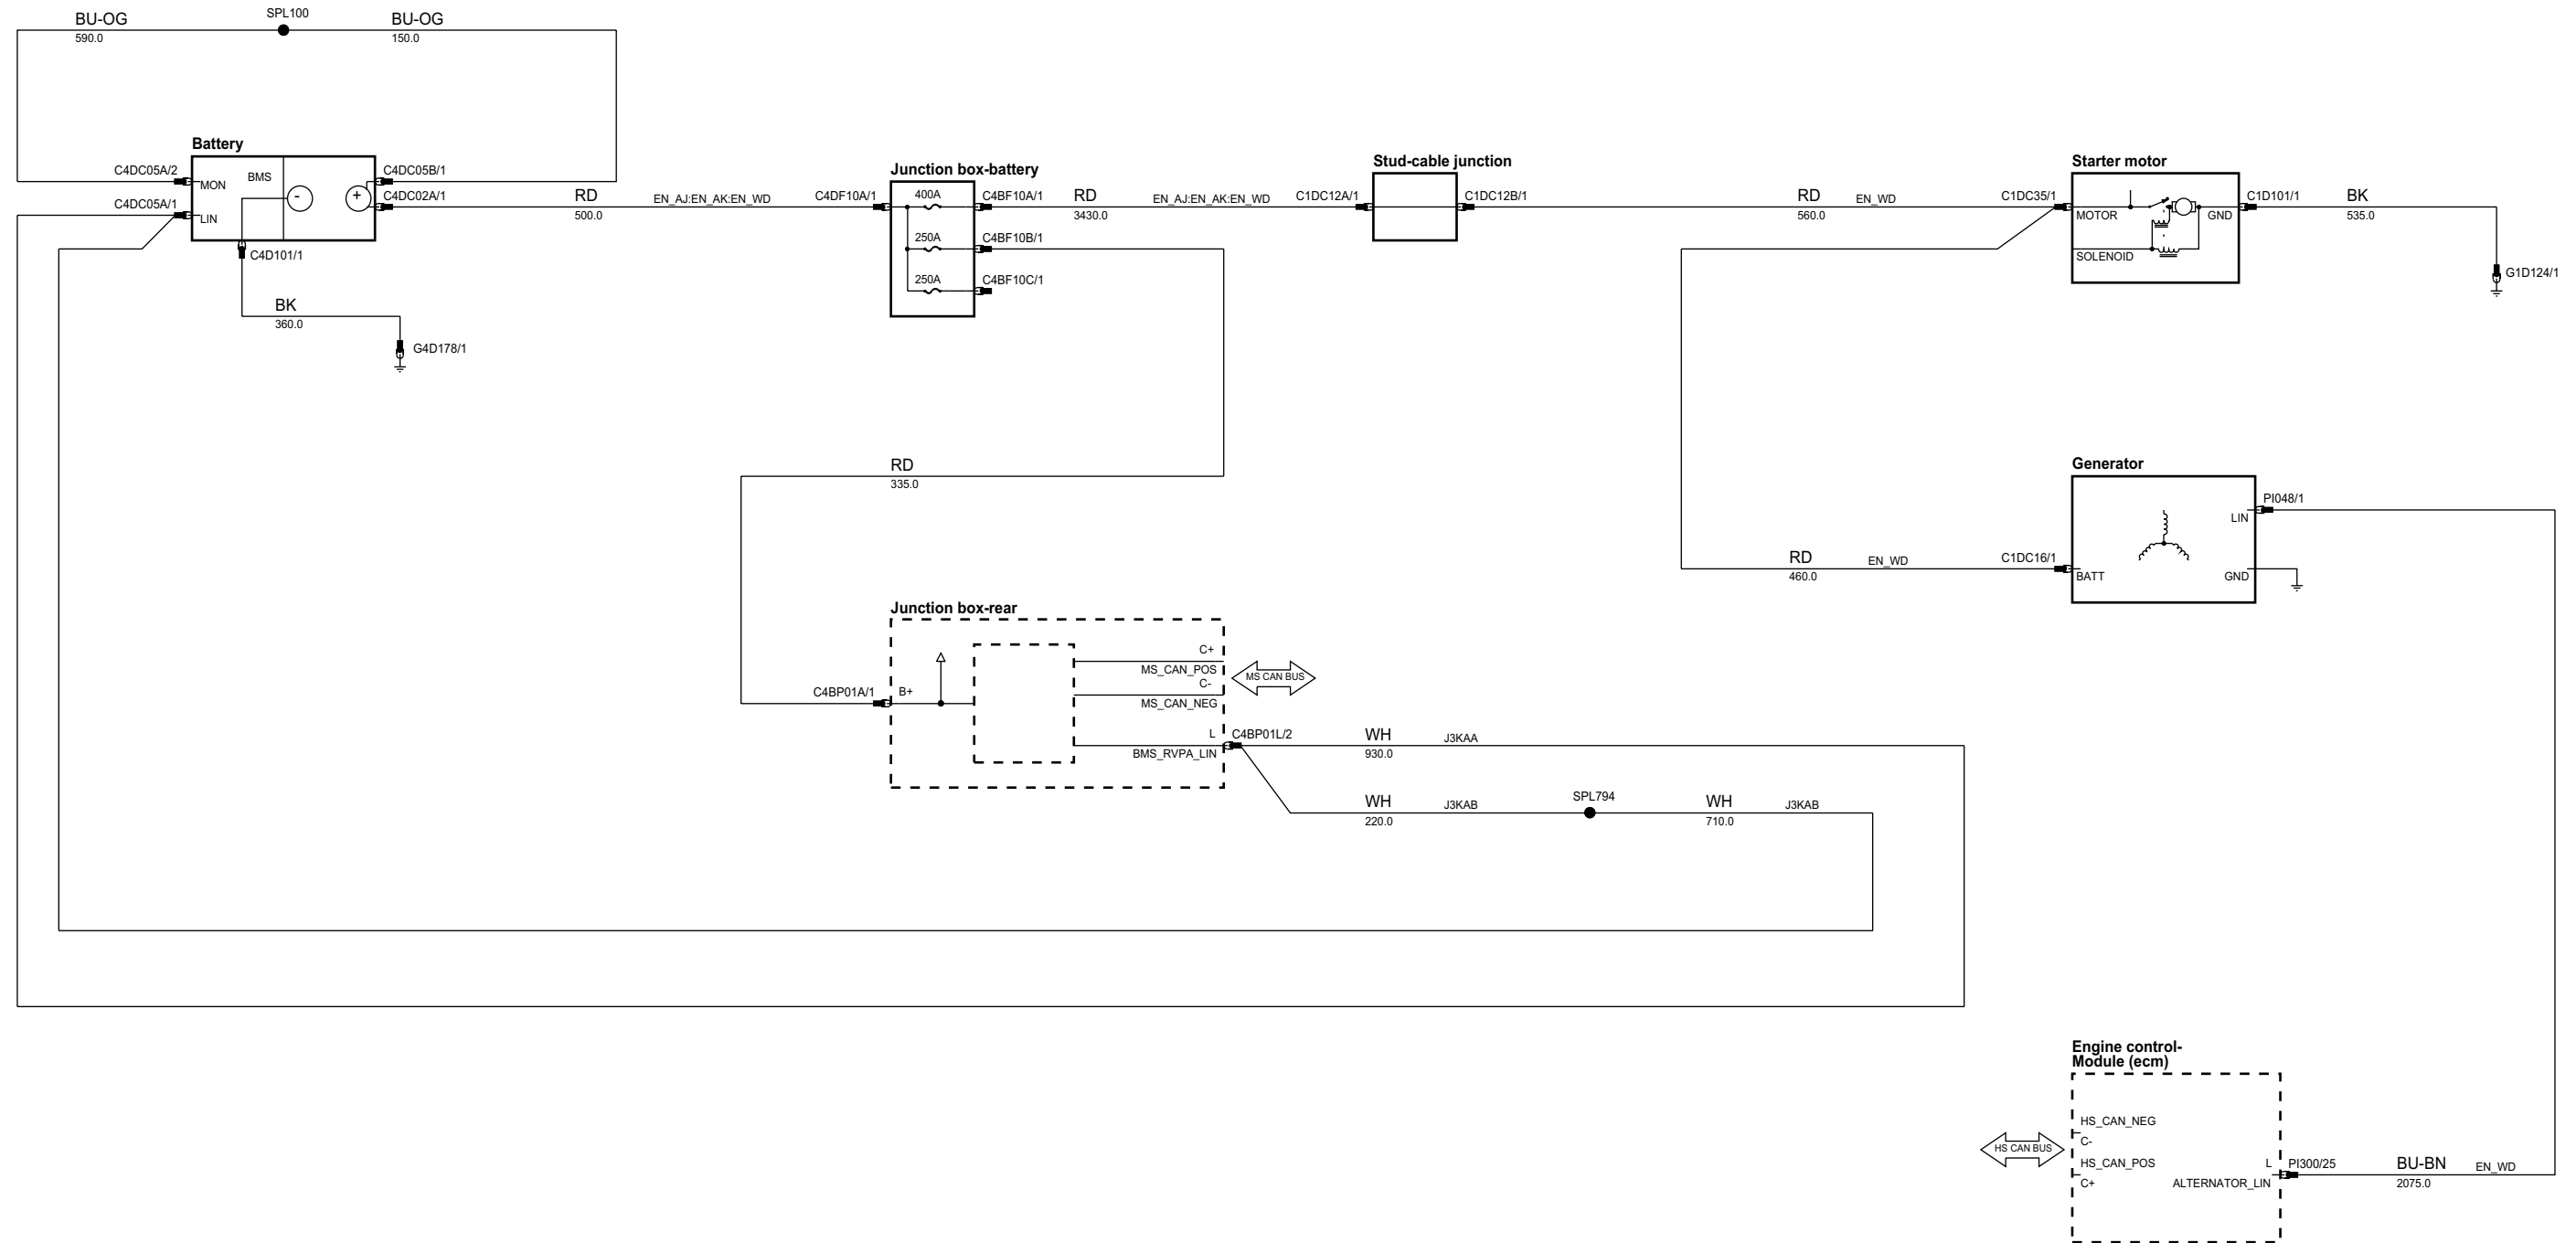 BU-OG
SPL100
BU-OG
590.0
150.0
Battery
C4DC05A/2
BMS
MON
C4DC05B/1
-
+
C4DC05A/1
LIN
C4DC02A/1
C4D101/1
BK
360.0
G4D178/1
RD
500.0
EN_AJ:EN_AK:EN_WD
C4DF10A/1
Junction box-battery
400A
C4BF10A/1
250A
C4BF10B/1
250A
C4BF10C/1
RD
3430.0
EN_AJ:EN_AK:EN_WD
C1DC12A/1
Stud-cable junction
C1DC12B/1
RD
560.0
EN_WD
C1DC35/1
Starter motor
MOTOR
GND
SOLENOID
C1D101/1
BK
535.0
G1D124/1
RD
335.0
Generator
PI048/1
LIN
RD
460.0
EN_WD
C1DC16/1
BATT
GND
Junction box-rear
C4BP01A/1
B+
C+
MS_CAN_POS
C-
MS_CAN_NEG
MS CAN BUS
L
BMS_RVPA_LIN
C4BP01L/2
WH
930.0
J3KAA
WH
220.0
J3KAB
SPL794
WH
710.0
J3KAB
Engine control-
Module (ecm)
HS CAN BUS
HS_CAN_NEG
C-
HS_CAN_POS
C+
L
ALTERNATOR_LIN
PI300/25
BU-BN
2075.0
EN_WD